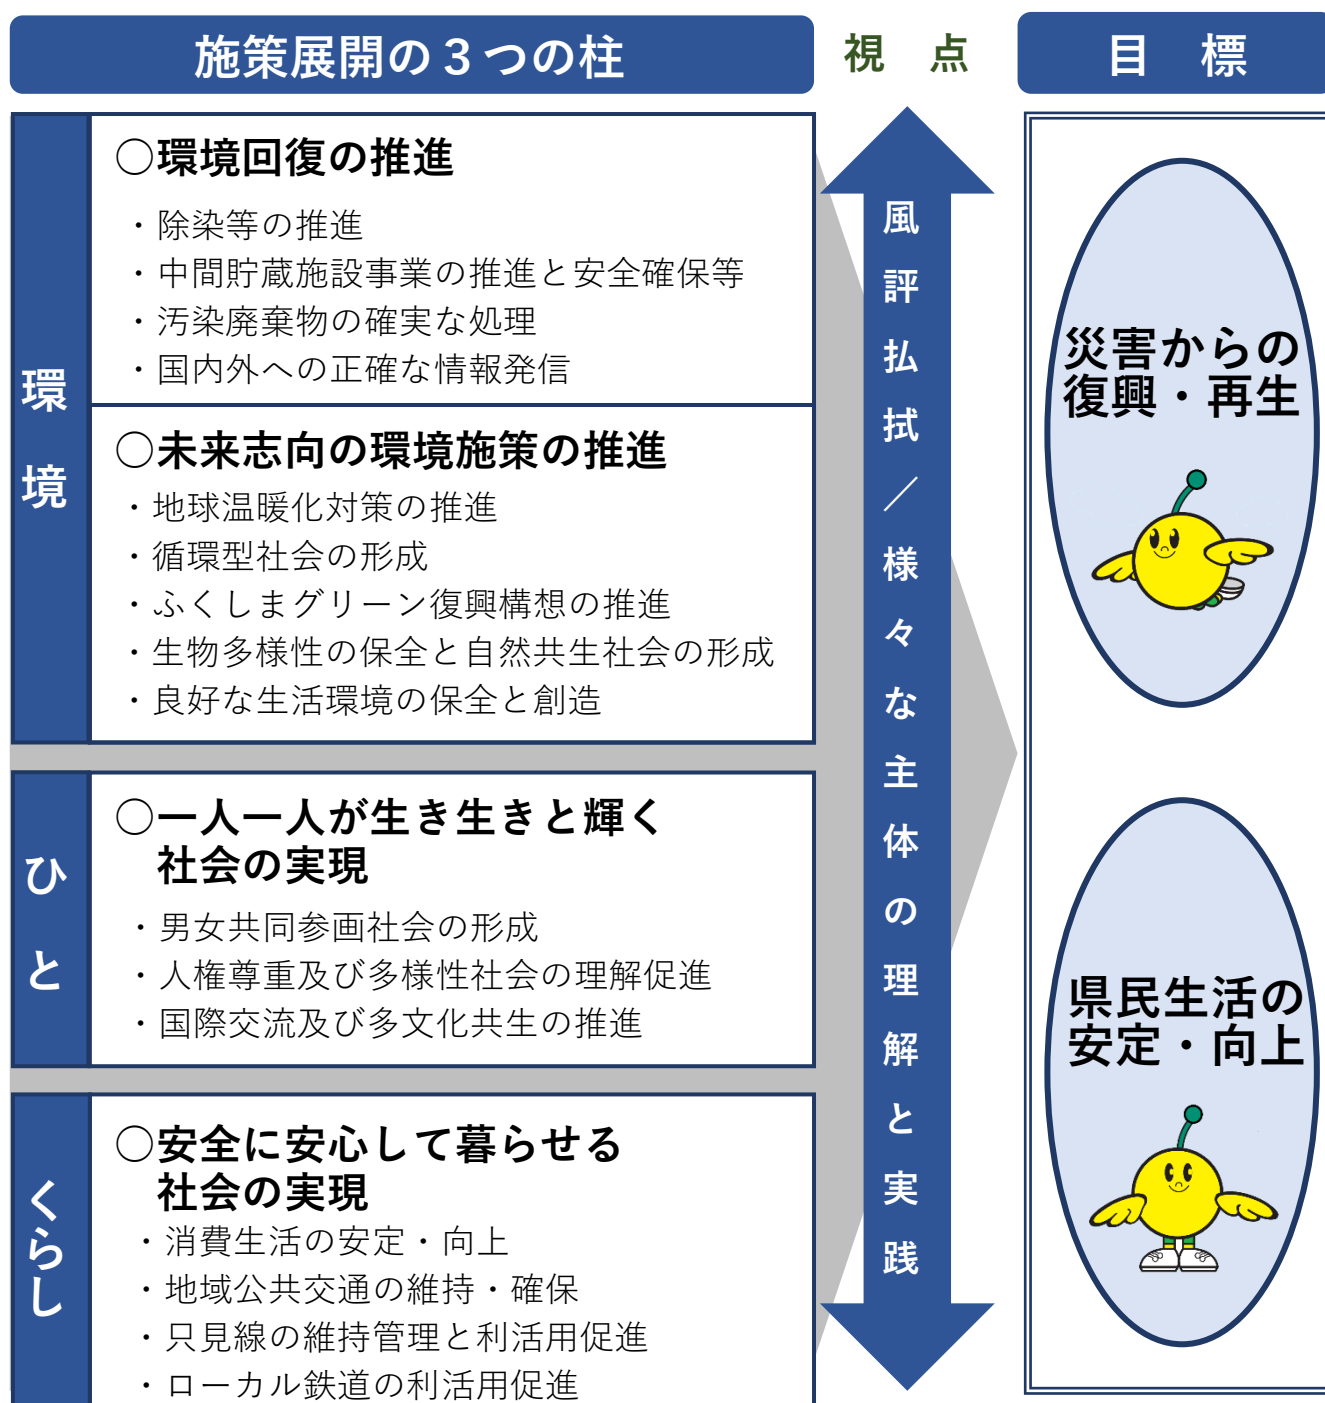 施策展開の３つの柱
視　点
目　標
環境
○環境回復の推進
・除染等の推進
・中間貯蔵施設事業の推進と安全確保等
・汚染廃棄物の確実な処理
・国内外への正確な情報発信
○未来志向の環境施策の推進
・地球温暖化対策の推進
・循環型社会の形成
・ふくしまグリーン復興構想の推進
・生物多様性の保全と自然共生社会の形成
・良好な生活環境の保全と創造
ひと
○一人一人が生き生きと輝く
社会の実現
・男女共同参画社会の形成
・人権尊重及び多様性社会の理解促進
・国際交流及び多文化共生の推進
くらし
○安全に安心して暮らせる
社会の実現
・消費生活の安定・向上
・地域公共交通の維持・確保
・只見線の維持管理と利活用促進
・ローカル鉄道の利活用促進
風評払拭／様々な主体の理解と実践
災害からの
復興・再生
県民生活の
安定・向上